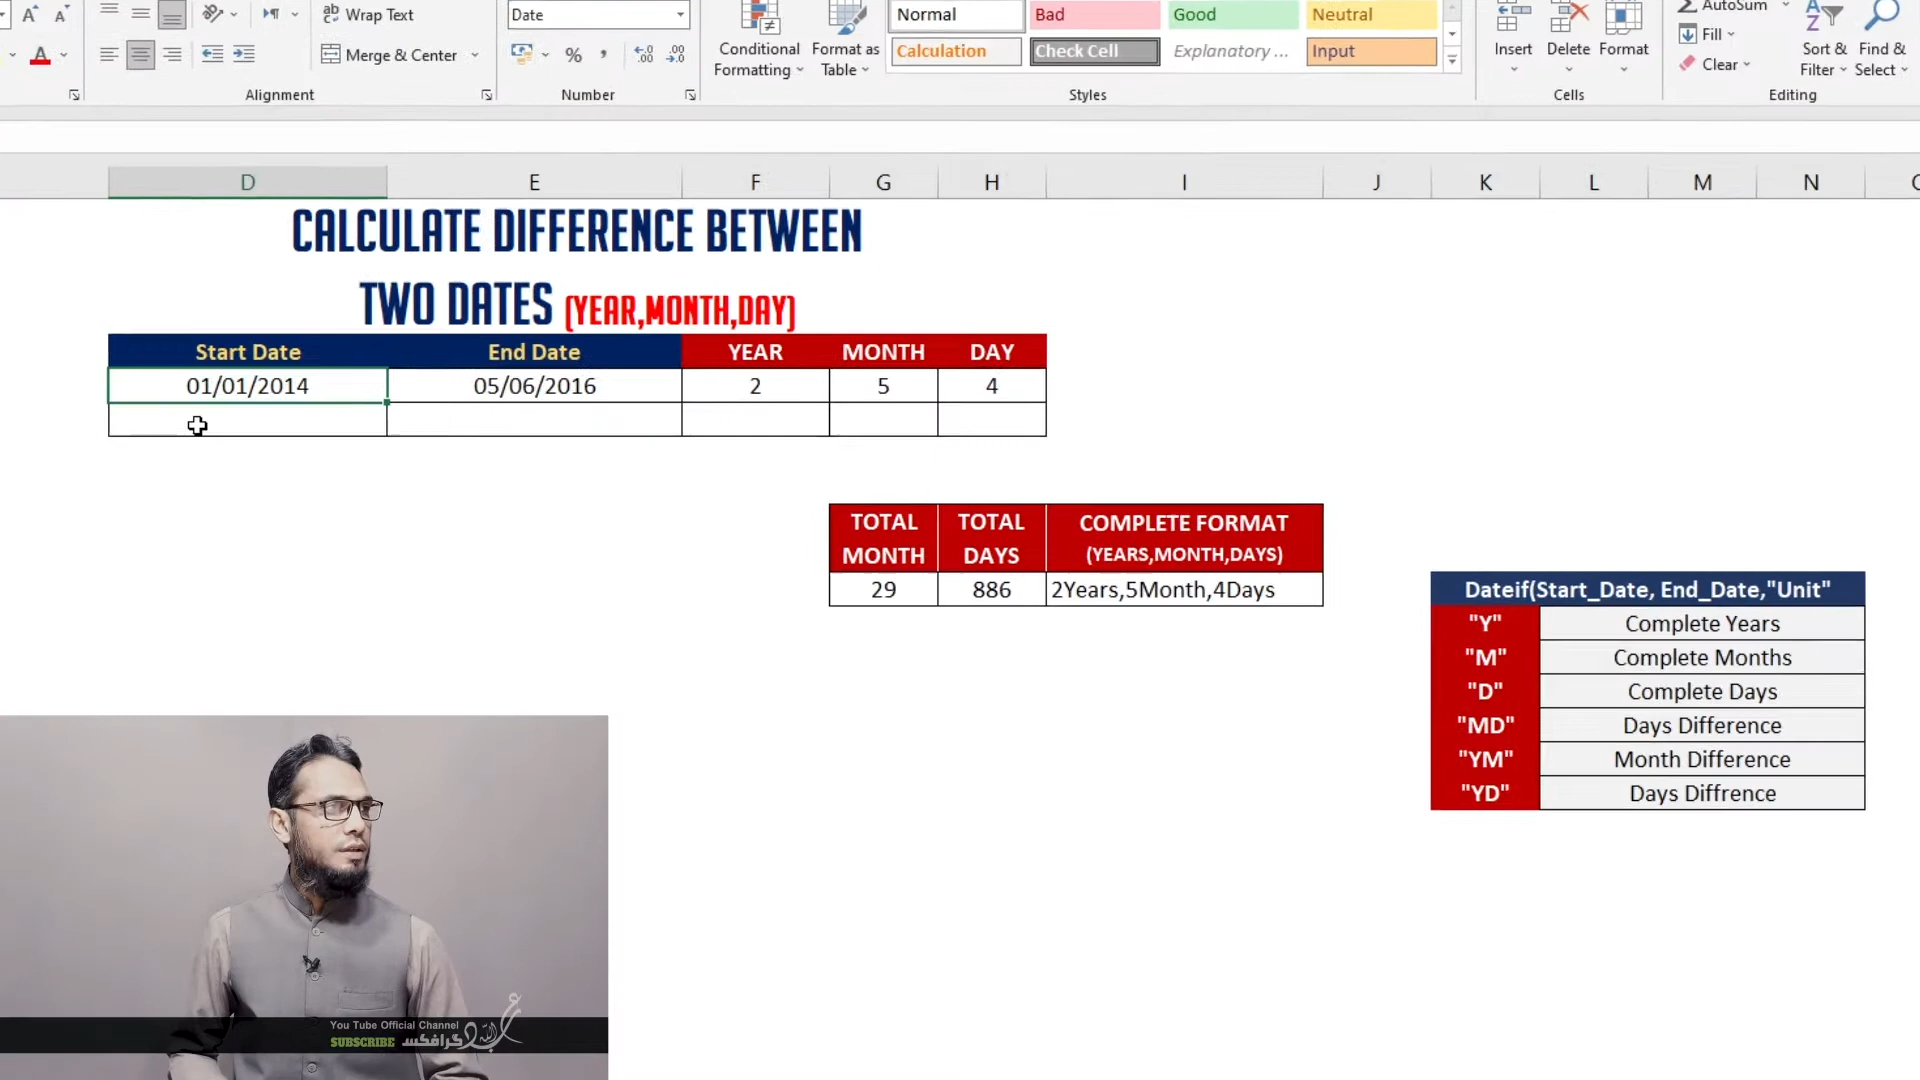 Wrap Text
Date
Normal
Bad
Good
Neutral
AutoSum
Merge & Center
%
Conditional
Formatting
Format as
Table
Calculation
Check Cell
Explanatory ...
Input
Insert
Delete
Format
Fill
Clear
Sort &
Filter
Find &
Select
Alignment
Number
Styles
Cells
Editing
D E F G H I J K L M N
CALCULATE DIFFERENCE BETWEEN
TWO DATES (YEAR,MONTH,DAY)
Start Date End Date YEAR MONTH DAY
01/01/2014 05/06/2016 2 5 4
TOTAL
MONTH
TOTAL
DAYS
COMPLETE FORMAT
(YEARS,MONTH,DAYS)
29 886 2Years,5Month,4Days
Dateif(Start_Date, End_Date,"Unit"
"Y" Complete Years
"M" Complete Months
"D" Complete Days
"MD" Days Difference
"YM" Month Difference
"YD" Days Diffrence
You Tube Official Channel
SUBSCRIBE
گرافکس